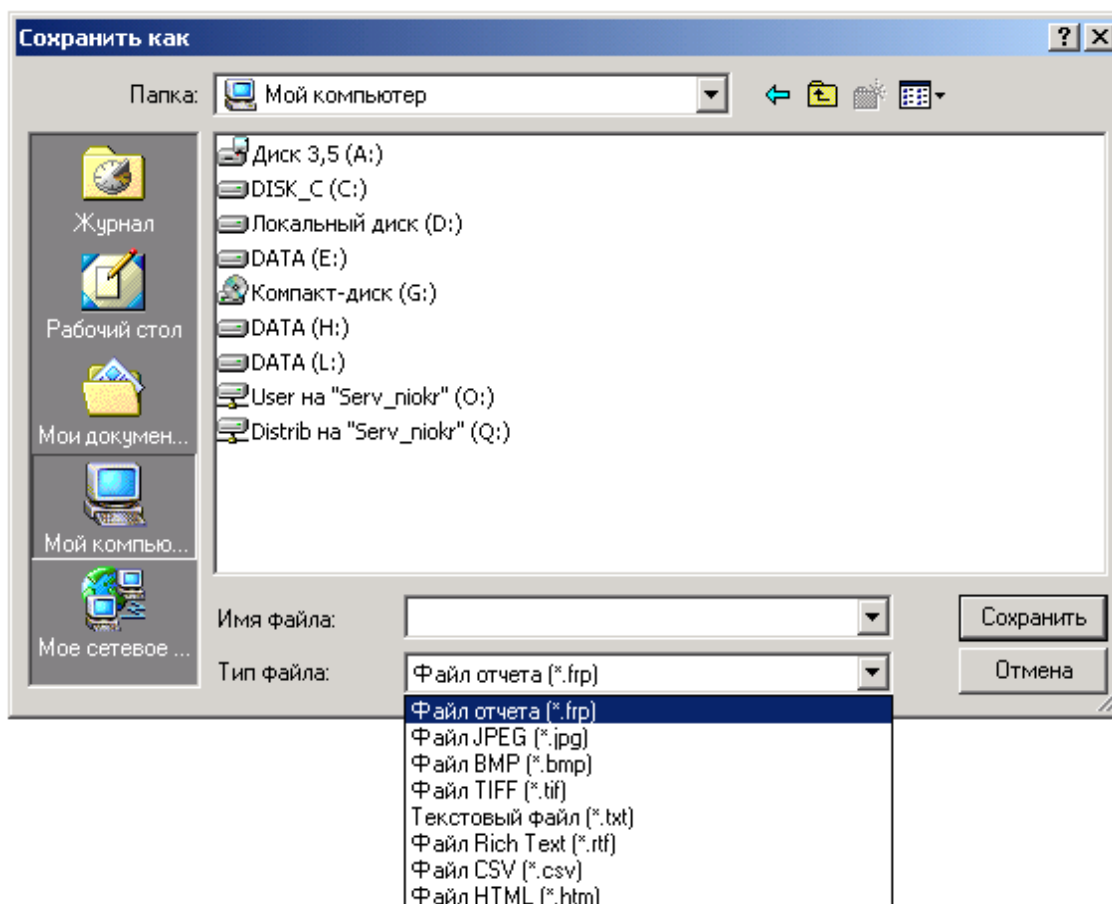 Сохранить как
Папка: Мой компьютер
Журнал
Рабочий стол
Мои докумен...
Мой компью...
Мое сетевое ...
Диск 3,5 (A:)
DISK_C (C:)
Локальный диск (D:)
DATA (E:)
Компакт-диск (G:)
DATA (H:)
DATA (L:)
User на "Serv_niokr" (O:)
Distrib на "Serv_niokr" (Q:)
Имя файла:
Сохранить
Тип файла: Файл отчета (*.frp)
Отмена
Файл отчета (*.frp)
Файл JPEG (*.jpg)
Файл BMP (*.bmp)
Файл TIFF (*.tif)
Текстовый файл (*.txt)
Файл Rich Text (*.rtf)
Файл CSV (*.csv)
Файл HTML (*.htm)